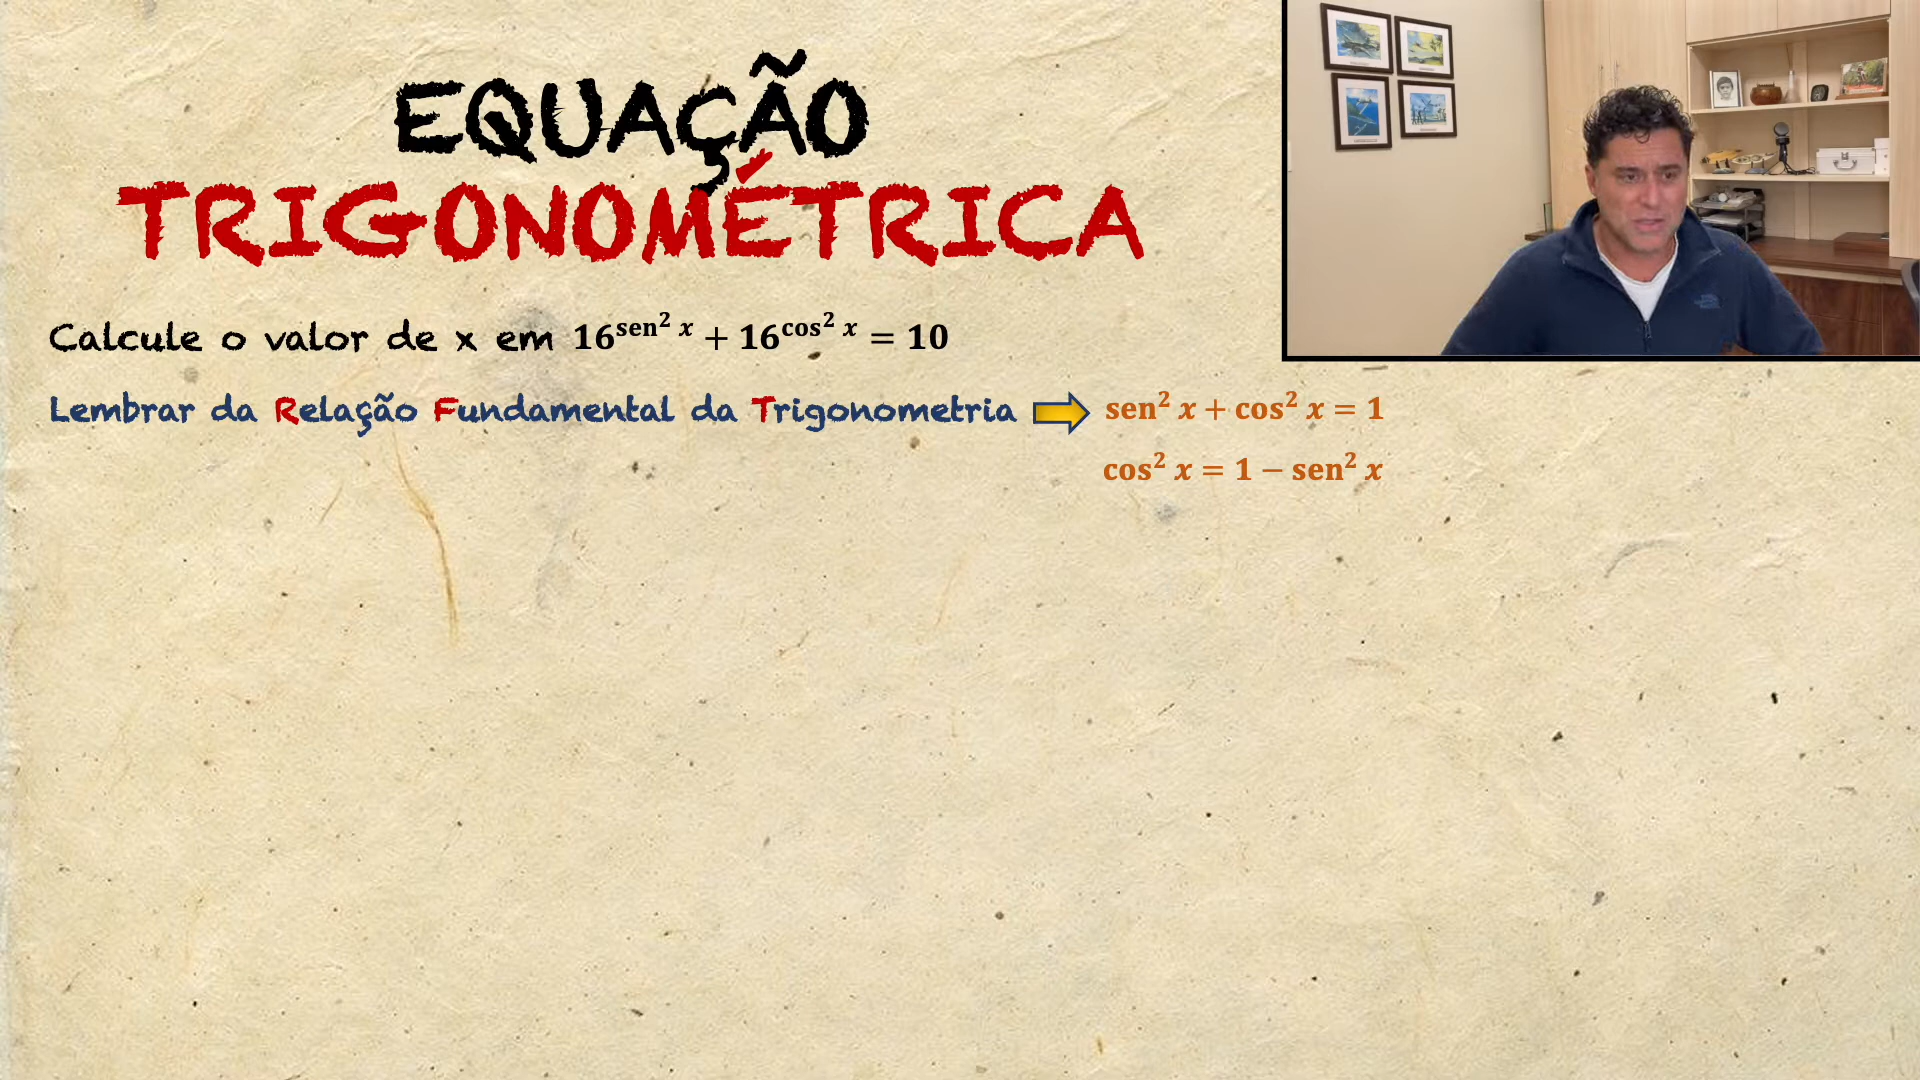 EQUAÇÃO
TRIGONOMÉTRICA
Calcule o valor de x em 16^{sen² x} + 16^{cos² x} = 10
Lembrar da Relação Fundamental da Trigonometria sen² x + cos² x = 1
cos² x = 1 − sen² x